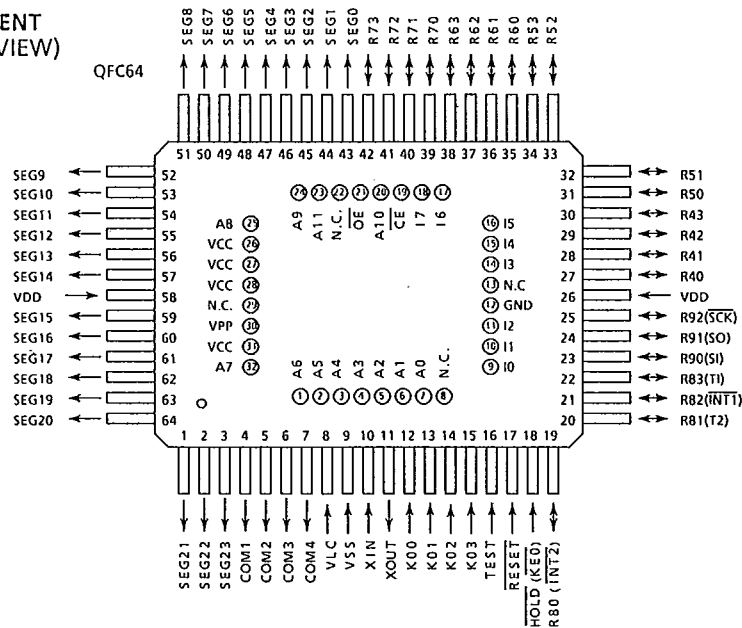 ENT
VIEW)
QFC64
SEG8 SEG7 SEG6 SEG5 SEG4 SEG3 SEG2 SEG1 SEG0 R73 R72 R71 R70 R63 R62 R61 R60 R53 R52
51 50 49 48 47 46 45 44 43 42 41 40 39 38 37 36 35 34 33
SEG9 52
SEG10 53
SEG11 54
SEG12 55
SEG13 56
SEG14 57
VDD 58
SEG15 59
SEG16 60
SEG17 61
SEG18 62
SEG19 63
SEG20 64
24 23 22 21 20 19 18 17
A9 A11 N.C. OE A10 CE I7 I6
A8 25
VCC 26
VCC 27
VCC 28
N.C. 29
VPP 30
VCC 31
A7 32
16 I5
15 I4
14 I3
13 N.C
12 GND
11 I2
10 I1
9 I0
A6 A5 A4 A3 A2 A1 A0 N.C.
1 2 3 4 5 6 7 8
32 R51
31 R50
30 R43
29 R42
28 R41
27 R40
26 VDD
25 R92(SCK)
24 R91(SO)
23 R90(SI)
22 R83(TI)
21 R82(INT1)
20 R81(T2)
1 2 3 4 5 6 7 8 9 10 11 12 13 14 15 16 17 18 19
SEG21 SEG22 SEG23 COM1 COM2 COM3 COM4 VLC VSS XIN XOUT K00 K01 K02 K03 TEST RESET HOLD (KE0) R80 (INT2)